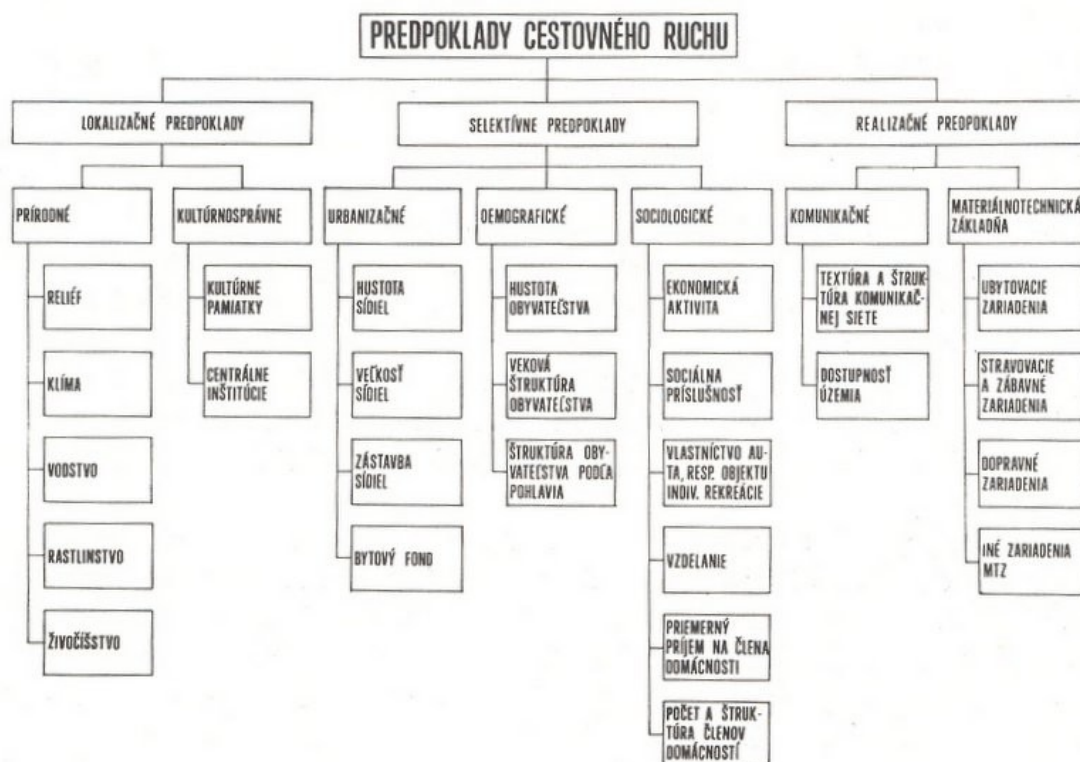 PREDPOKLADY CESTOVNÉHO RUCHU
LOKALIZAČNÉ PREDPOKLADY
SELEKTÍVNE PREDPOKLADY
REALIZAČNÉ PREDPOKLADY
PRÍRODNÉ
KULTÚRNOSPRÁVNE
URBANIZAČNÉ
DEMOGRAFICKÉ
SOCIOLOGICKÉ
KOMUNIKAČNÉ
MATERIÁLNOTECHNICKÁ
ZÁKLADŇA
RELIÉF
KLÍMA
VODSTVO
RASTLINSTVO
ŽIVOČÍŠSTVO
KULTÚRNE
PAMIATKY
CENTRÁLNE
INŠTITÚCIE
HUSTOTA
SÍDIEL
VEĽKOSŤ
SÍDIEL
ZÁSTAVBA
SÍDIEL
BYTOVÝ FOND
HUSTOTA
OBYVATEĽSTVA
VEKOVÁ
ŠTRUKTÚRA
OBYVATEĽSTVA
ŠTRUKTÚRA OBY-
VATEĽSTVA PODĽA
POHLAVIA
EKONOMICKÁ
AKTIVITA
SOCIÁLNA
PRÍSLUŠNOSŤ
VLASTNÍCTVO AU-
TA, RESP. OBJEKTU
INDIV. REKREÁCIE
VZDELANIE
PRIEMERNÝ
PRÍJEM NA ČLENA
DOMÁCNOSTI
POČET A ŠTRUK-
TÚRA ČLENOV
DOMÁCNOSTÍ
TEXTÚRA A ŠTRUK-
TÚRA KOMUNIKAČ-
NEJ SIETE
DOSTUPNOSŤ
ÚZEMIA
UBYTOVACIE
ZARIADENIA
STRAVOVACIE
A ZÁBAVNÉ
ZARIADENIA
DOPRAVNÉ
ZARIADENIA
INÉ ZARIADENIA
MTZ